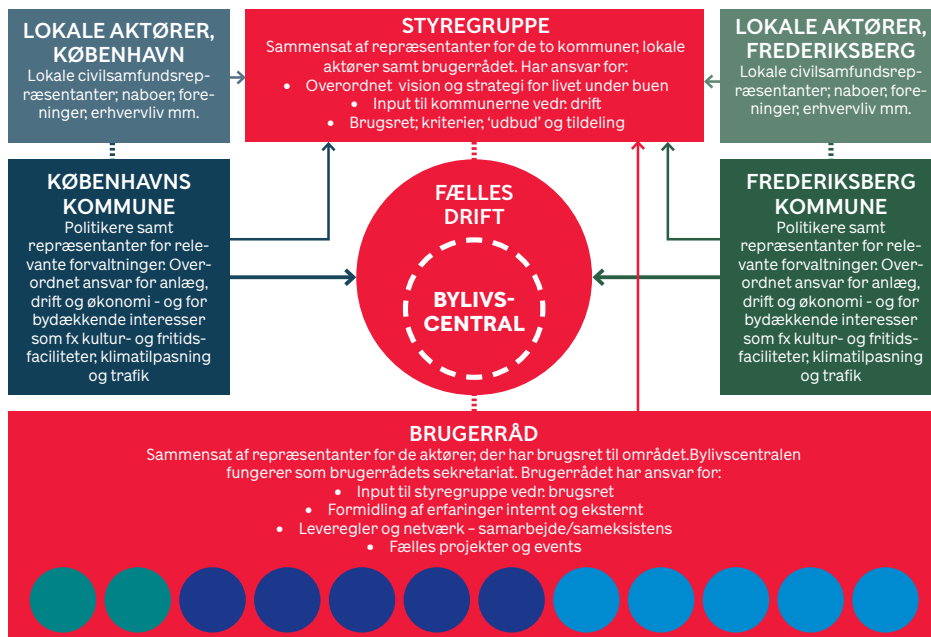 LOKALE AKTØRER,
KØBENHAVN
Lokale civilsamfundsrep-
præsentanter; naboer, fore-
ninger, erhvervliv mm.
STYREGRUPPE
Sammensat af repræsentanter for de to kommuner, lokale
aktører samt brugerrådet. Har ansvar for:
• Overordnet vision og strategi for livet under buen
• Input til kommunerne vedr. drift
• Brugsret; kriterier, ‘udbud’ og tildeling
LOKALE AKTØRER,
FREDERIKSBERG
Lokale civilsamfundsrep-
præsentanter; naboer, fore-
ninger, erhvervliv mm.
KØBENHAVNS
KOMMUNE
Politikere samt
repræsentanter for rele-
vante forvaltninger. Over-
ordnet ansvar for anlæg,
drift og økonomi - og for
bydækkende interesser
som fx kultur- og fritids-
faciliteter, klimatilpasning
og trafik
FÆLLES
DRIFT
BYLIVS-
CENTRAL
FREDERIKSBERG
KOMMUNE
Politikere samt
repræsentanter for rele-
vante forvaltninger. Over-
ordnet ansvar for anlæg,
drift og økonomi - og for
bydækkende interesser
som fx kultur- og fritids-
faciliteter, klimatilpasning
og trafik
BRUGERRÅD
Sammensat af repræsentanter for de aktører, der har brugsret til området.Bylivscentralen
fungerer som brugerrådets sekretariat. Brugerrådet har ansvar for:
• Input til styregruppe vedr. brugsret
• Formidling af erfaringer internt og eksternt
• Leveregler og netværk – samarbejde/sameksistens
• Fælles projekter og events